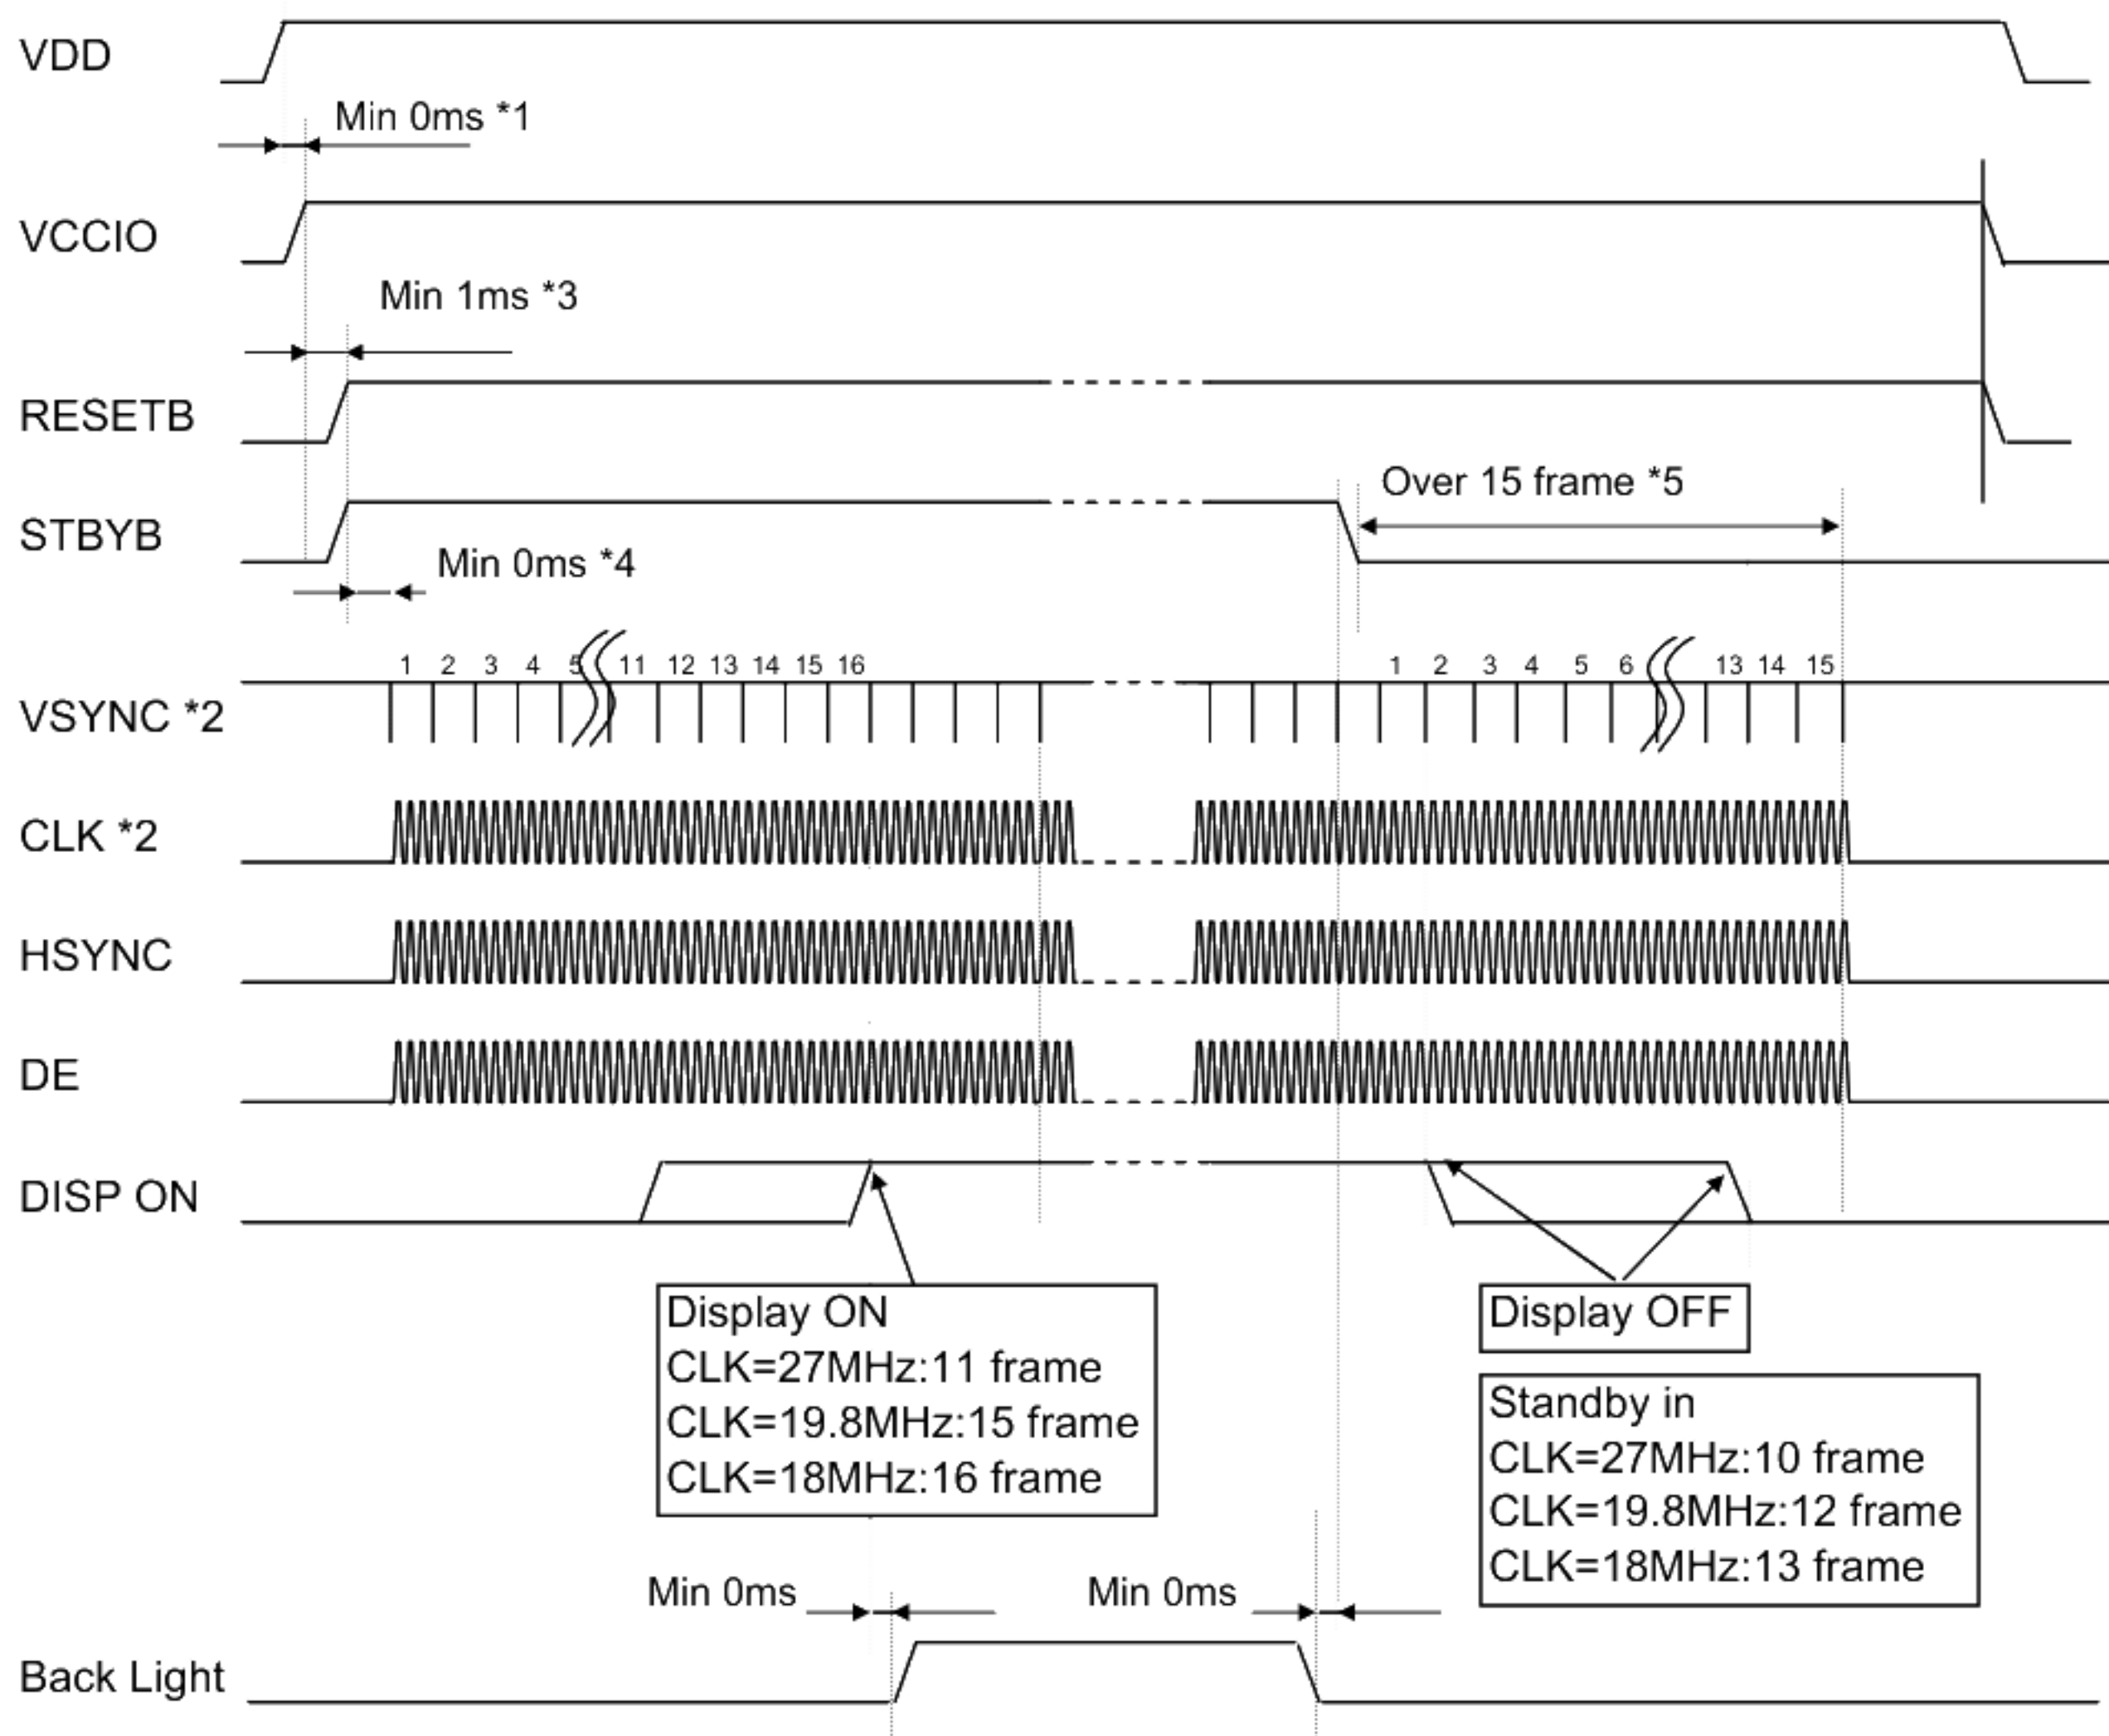 VDD
Min 0ms *1
VCCIO
Min 1ms *3
RESETB
Over 15 frame *5
STBYB
Min 0ms *4
1 2 3 4 5 11 12 13 14 15 16 1 2 3 4 5 6 13 14 15
VSYNC *2
CLK *2
HSYNC
DE
DISP ON
Display ON
CLK=27MHz:11 frame
CLK=19.8MHz:15 frame
CLK=18MHz:16 frame
Display OFF
Standby in
CLK=27MHz:10 frame
CLK=19.8MHz:12 frame
CLK=18MHz:13 frame
Min 0ms Min 0ms
Back Light